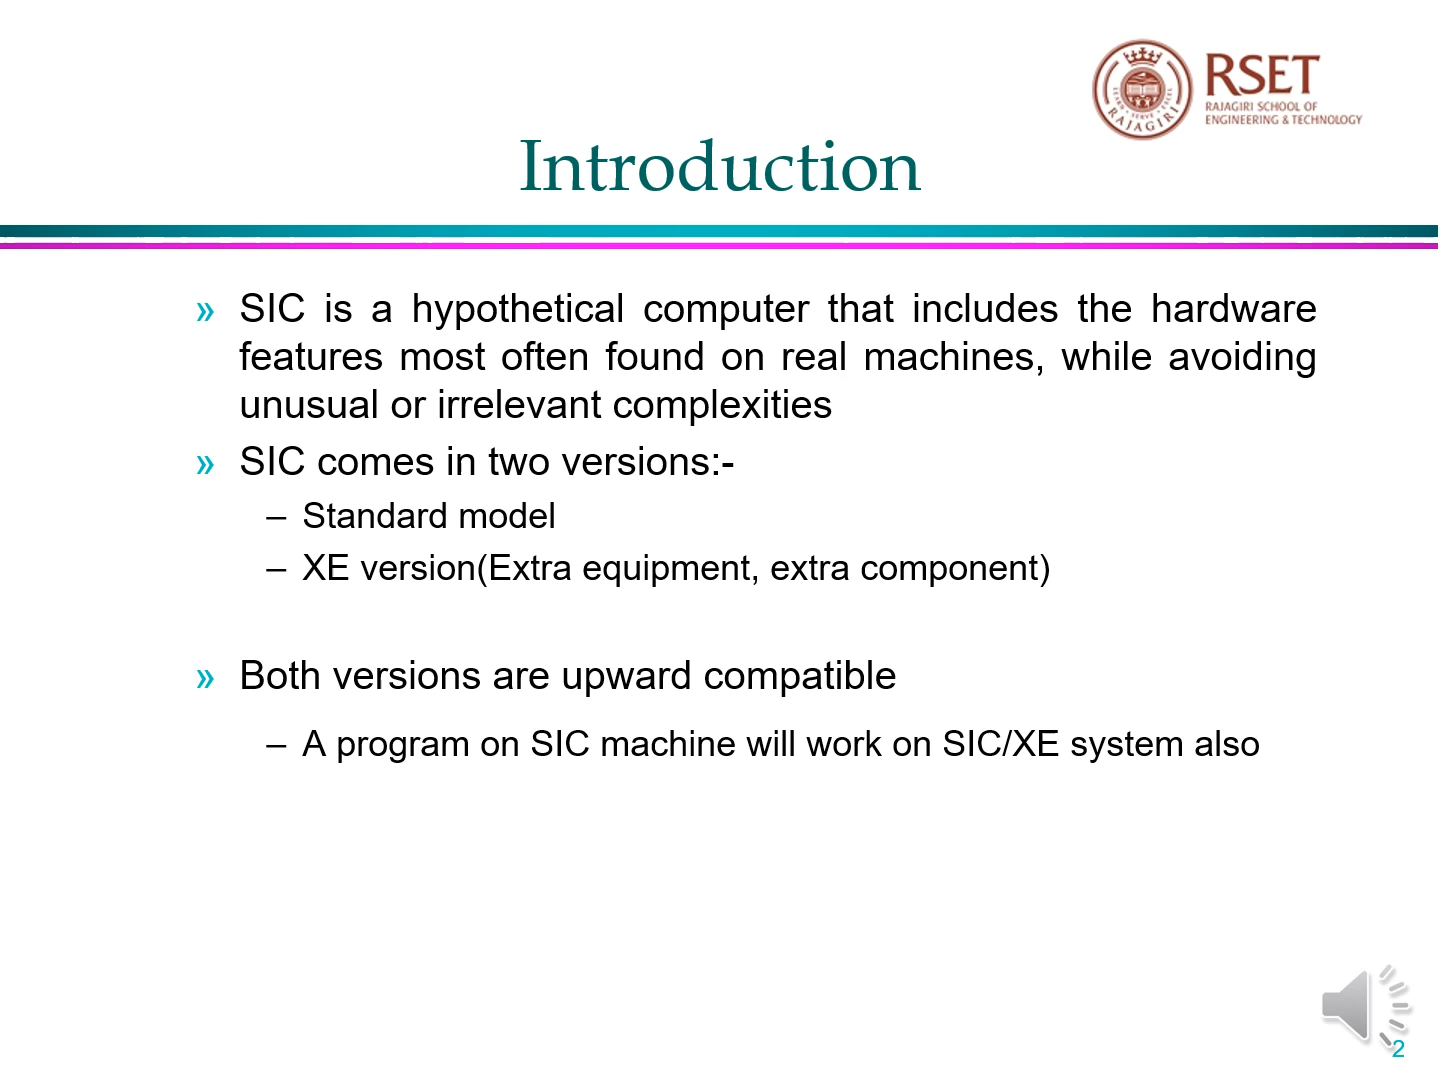 RSET
RAJAGIRI SCHOOL OF
ENGINEERING & TECHNOLOGY
RAJAGIRI
Introduction
» SIC is a hypothetical computer that includes the hardware
features most often found on real machines, while avoiding
unusual or irrelevant complexities
» SIC comes in two versions:-
– Standard model
– XE version(Extra equipment, extra component)
» Both versions are upward compatible
– A program on SIC machine will work on SIC/XE system also
2